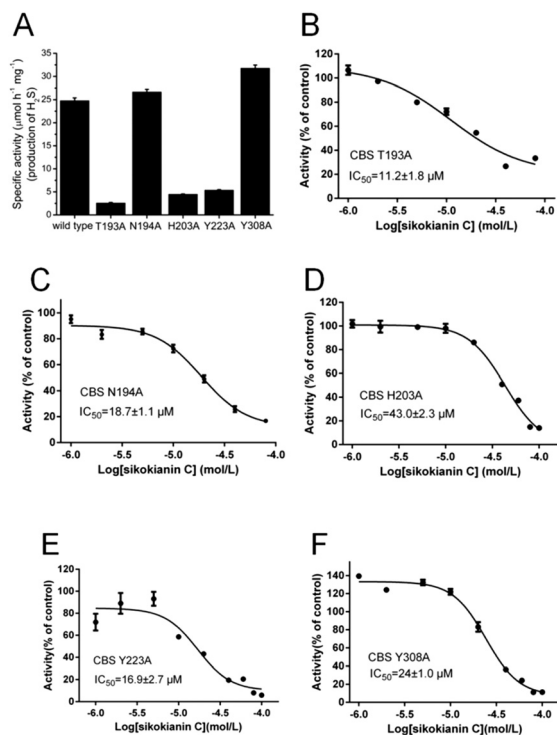 A
Specific activity (μmol h⁻¹ mg⁻¹)
(production of H₂S)
35
30
25
20
15
10
5
0
wild type T193A N194A H203A Y223A Y308A
B
Activity (% of control)
120
100
80
60
40
20
0
CBS T193A
IC₅₀=11.2±1.8 μM
-6.0 -5.5 -5.0 -4.5 -4.0
Log[sikokianin C] (mol/L)
C
Activity (% of control)
120
100
80
60
40
20
0
CBS N194A
IC₅₀=18.7±1.1 μM
-6.0 -5.5 -5.0 -4.5 -4.0
Log[sikokianin C] (mol/L)
D
Activity (% of control)
120
100
80
60
40
20
0
CBS H203A
IC₅₀=43.0±2.3 μM
-6.0 -5.5 -5.0 -4.5 -4.0
Log[sikokianin C] (mol/L)
E
Activity(% of control)
120
100
80
60
40
20
0
CBS Y223A
IC₅₀=16.9±2.7 μM
-6.0 -5.5 -5.0 -4.5 -4.0
Log[sikokianin C](mol/L)
F
Activity(% of control)
140
120
100
80
60
40
20
0
CBS Y308A
IC₅₀=24±1.0 μM
-6.0 -5.5 -5.0 -4.5 -4.0
Log[sikokianin C](mol/L)